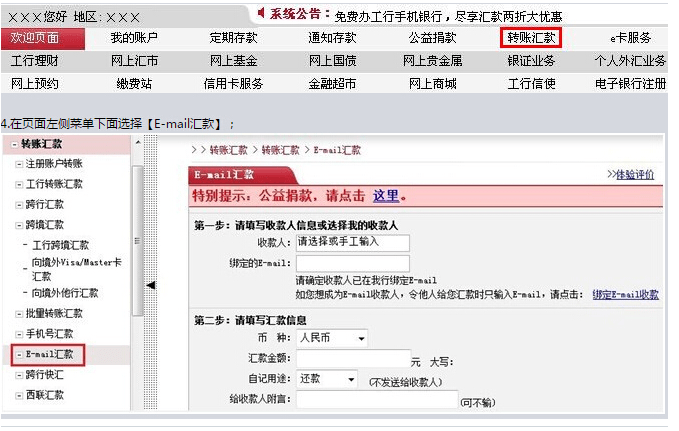 ×××您好 地区：××× 系统公告： 免费办工行手机银行，尽享汇款两折大优惠
欢迎页面 我的账户 定期存款 通知存款 公益捐款 转账汇款 e卡服务
工行理财 网上汇市 网上基金 网上国债 网上贵金属 银证业务 个人外汇业务
网上预约 缴费站 信用卡服务 金融超市 网上商城 工行信使 电子银行注册
4.在页面左侧菜单下面选择【E-mail汇款】；
转账汇款
注册账户转账
工行转账汇款
跨行汇款
跨境汇款
- 工行跨境汇款
- 向境外Visa/Master卡
汇款
- 向境外他行汇款
批量转账汇款
手机号汇款
E-mail汇款
跨行快汇
西联汇款
> > 转账汇款 > 转账汇款 > E-mail汇款
E-mail汇款 >>体验评价
特别提示：公益捐款，请点击 这里。
第一步：请填写收款人信息或选择我的收款人
收款人： 请选择或手工输入
绑定的E-mail：
请确定收款人已在我行绑定E-mail
如您想成为E-mail收款人，令他人给您汇款时只输入E-mail，请点击： 绑定E-mail收款
第二步：请填写汇款信息
币 种： 人民币
汇款金额： 元 大写：
自记用途： 还款 (不发送给收款人)
给收款人附言： (可不输)